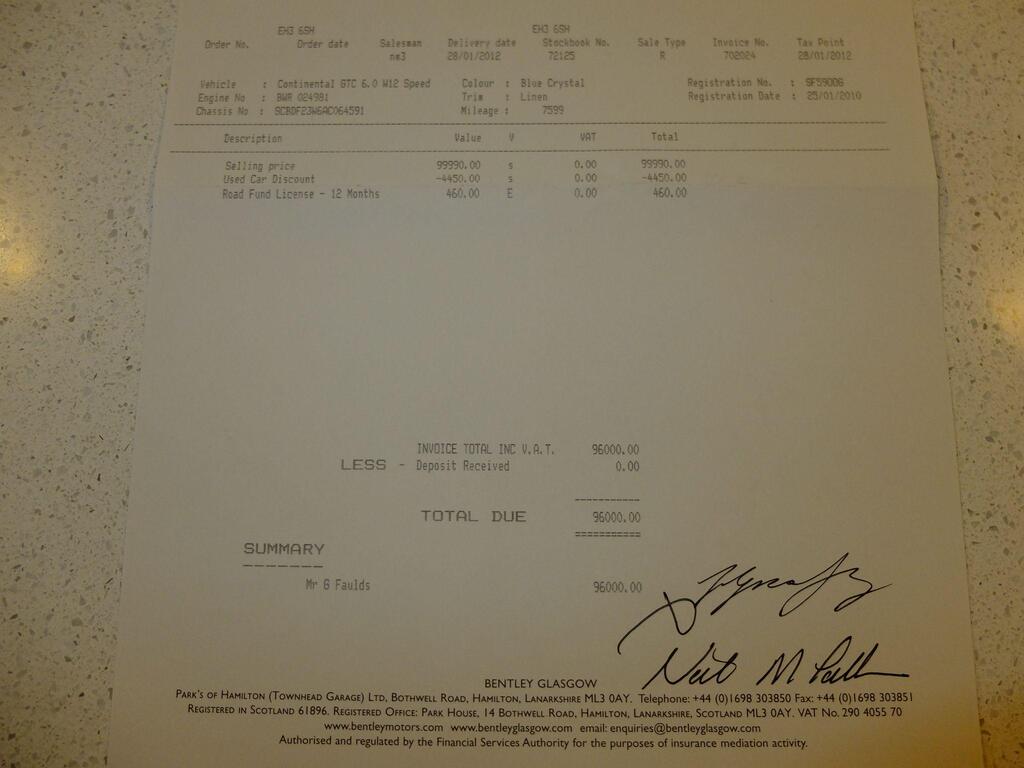 EH3 6SH EH3 6SH
Order No. Order date Salesman Delivery date Stockbook No. Sale Type Invoice No. Tax Point
nm3 28/01/2012 72125 R 702024 28/01/2012
Vehicle : Continental GTC 6.0 W12 Speed Colour : Blue Crystal Registration No. : SF59OOG
Engine No : BWR 024981 Trim : Linen Registration Date : 25/01/2010
Chassis No : SCBDF23W6AC064591 Mileage : 7599
Description Value V VAT Total
Selling price 99990.00 s 0.00 99990.00
Used Car Discount -4450.00 s 0.00 -4450.00
Road Fund License - 12 Months 460.00 E 0.00 460.00
INVOICE TOTAL INC V.A.T. 96000.00
LESS - Deposit Received 0.00
TOTAL DUE 96000.00
SUMMARY
Mr G Faulds 96000.00
BENTLEY GLASGOW
Park's of Hamilton (Townhead Garage) Ltd, Bothwell Road, Hamilton, Lanarkshire ML3 0AY. Telephone: +44 (0)1698 303850 Fax: +44 (0)1698 303851
Registered in Scotland 61896. Registered Office: Park House, 14 Bothwell Road, Hamilton, Lanarkshire, Scotland ML3 0AY. VAT No. 290 4055 70
www.bentleymotors.com www.bentleyglasgow.com email: enquiries@bentleyglasgow.com
Authorised and regulated by the Financial Services Authority for the purposes of insurance mediation activity.